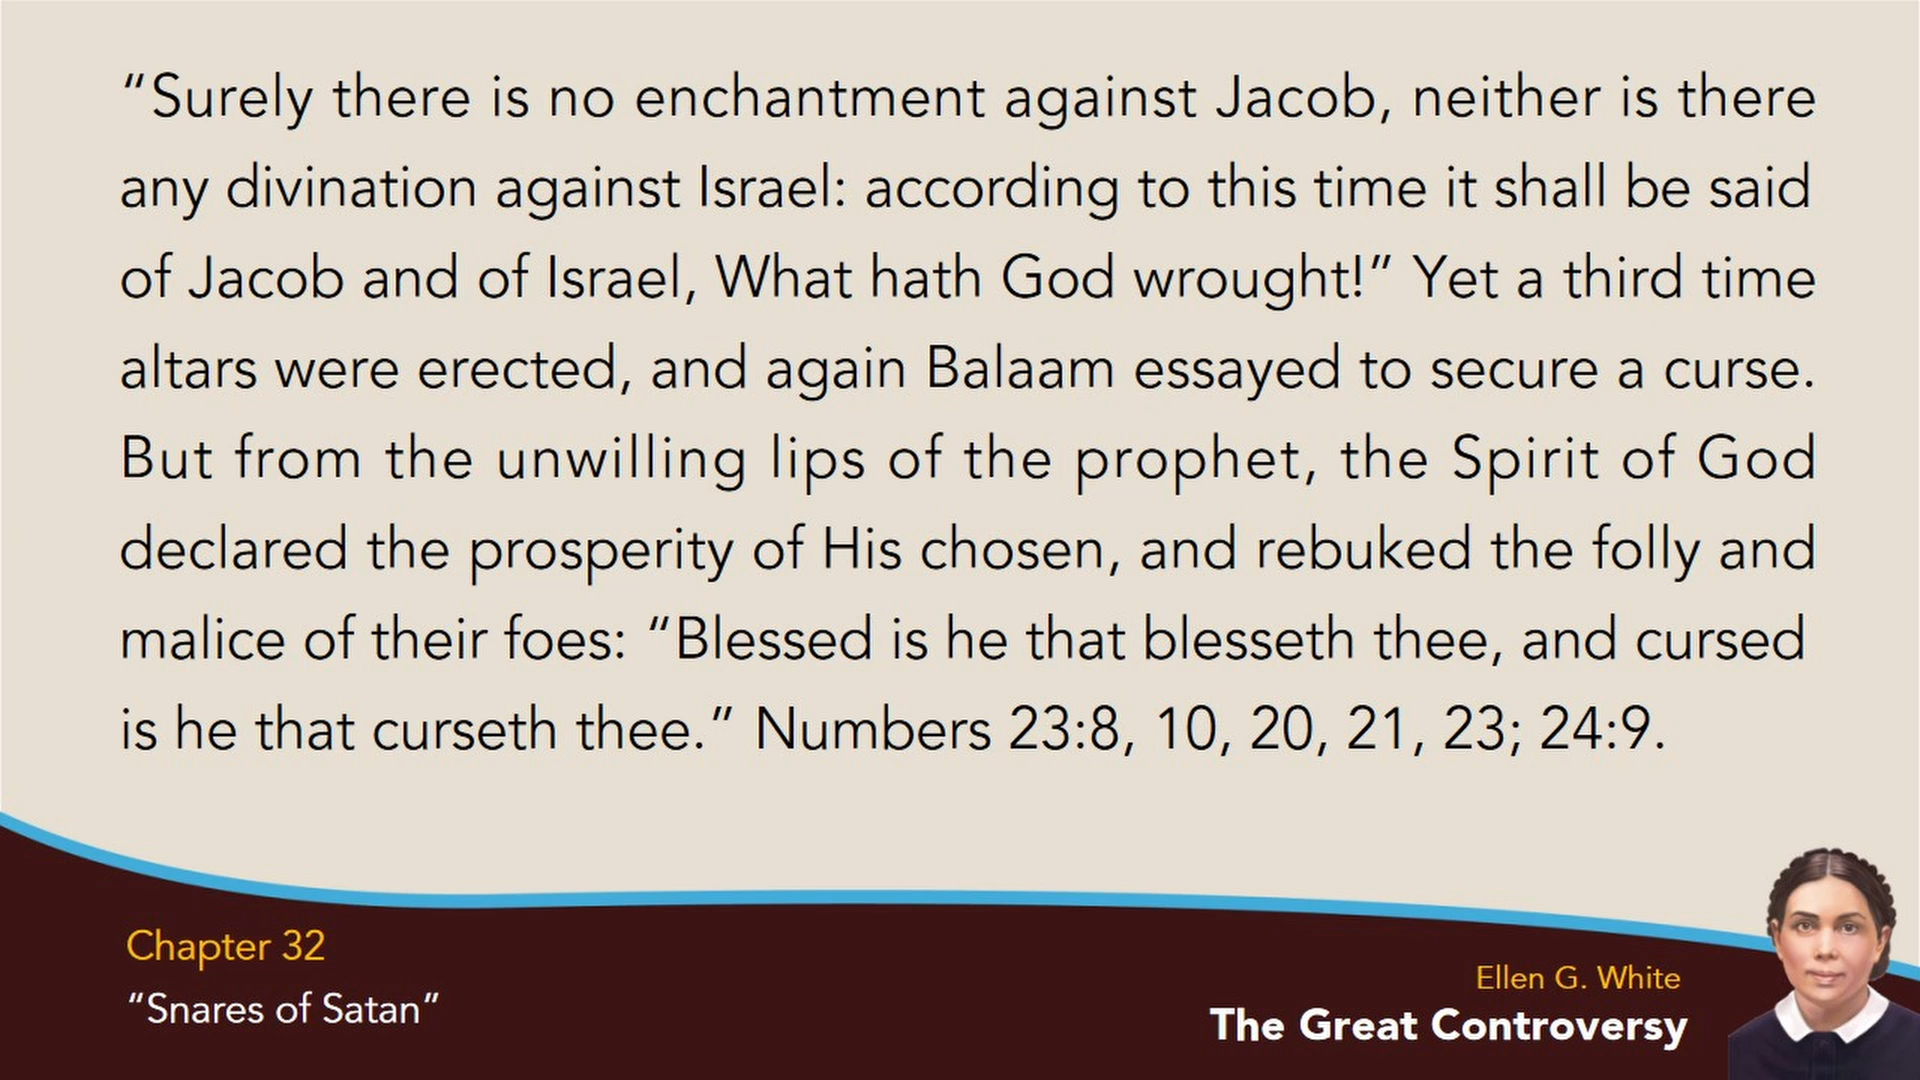 “Surely there is no enchantment against Jacob, neither is there
any divination against Israel: according to this time it shall be said
of Jacob and of Israel, What hath God wrought!” Yet a third time
altars were erected, and again Balaam essayed to secure a curse.
But from the unwilling lips of the prophet, the Spirit of God
declared the prosperity of His chosen, and rebuked the folly and
malice of their foes: “Blessed is he that blesseth thee, and cursed
is he that curseth thee.” Numbers 23:8, 10, 20, 21, 23; 24:9.
Chapter 32
“Snares of Satan”
Ellen G. White
The Great Controversy